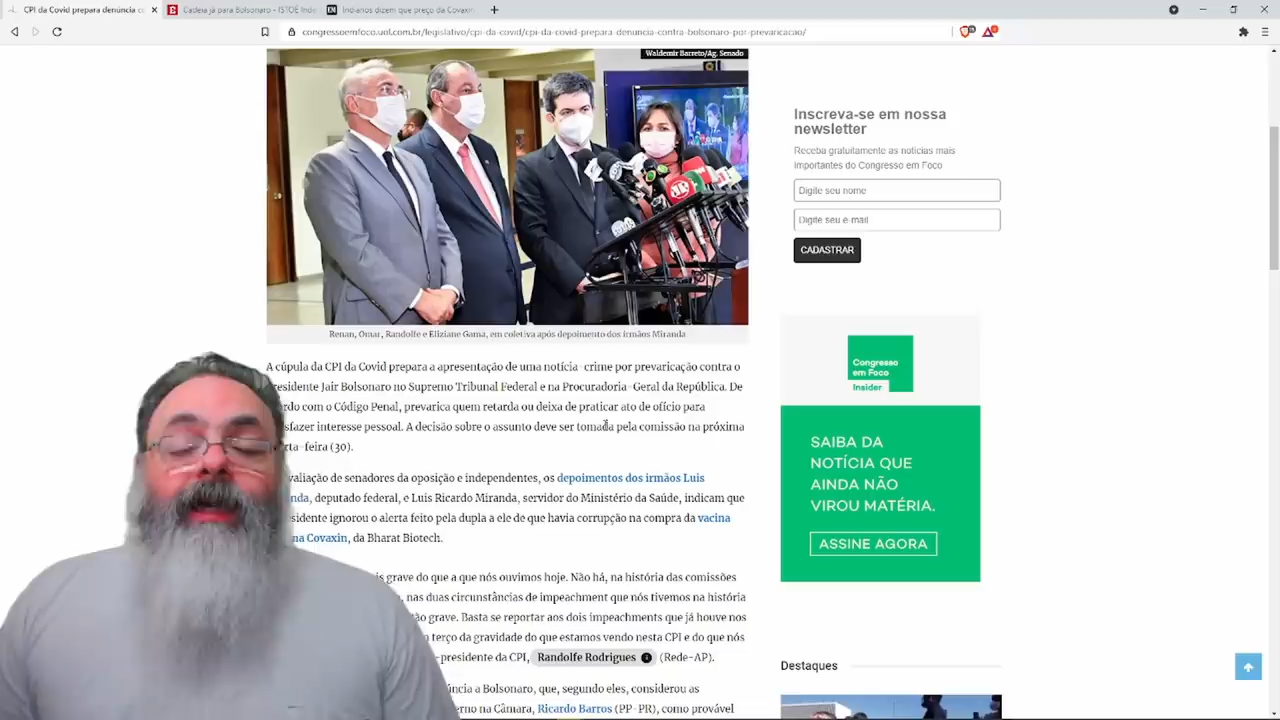 CPI da Covid prepara denúncia co
Cadeia já para Bolsonaro - ISTOÉ Inde
Indianos dizem que preço da Covaxin
congressoemfoco.uol.com.br/legislativo/cpi-da-covid/cpi-da-covid-prepara-denuncia-contra-bolsonaro-por-prevaricacao/
Waldemir Barreto/Ag. Senado
Renan, Omar, Randolfe e Eliziane Gama, em coletiva após depoimento dos irmãos Miranda
A cúpula da CPI da Covid prepara a apresentação de uma notícia-crime por prevaricação contra o
residente Jair Bolsonaro no Supremo Tribunal Federal e na Procuradoria-Geral da República. De
rdo com o Código Penal, prevarica quem retarda ou deixa de praticar ato de ofício para
sfazer interesse pessoal. A decisão sobre o assunto deve ser tomada pela comissão na próxima
rta-feira (30).
valiação de senadores da oposição e independentes, os depoimentos dos irmãos Luis
nda, deputado federal, e Luis Ricardo Miranda, servidor do Ministério da Saúde, indicam que
sidente ignorou o alerta feito pela dupla a ele de que havia corrupção na compra da vacina
na Covaxin, da Bharat Biotech.
is grave do que a que nós ouvimos hoje. Não há, na história das comissões
, nas duas circunstâncias de impeachment que nós tivemos na história
tão grave. Basta se reportar aos dois impeachments que já houve nos
terço da gravidade do que estamos vendo nesta CPI e do que nós
-presidente da CPI, Randolfe Rodrigues (Rede-AP).
ncia a Bolsonaro, que, segundo eles, considerou as
erno na Câmara, Ricardo Barros (PP-PR), como provável
Inscreva-se em nossa
newsletter
Receba gratuitamente as notícias mais
importantes do Congresso em Foco
Digite seu nome
Digite seu e-mail
CADASTRAR
Congresso
em Foco
Insider
SAIBA DA
NOTÍCIA QUE
AINDA NÃO
VIROU MATÉRIA.
ASSINE AGORA
Destaques